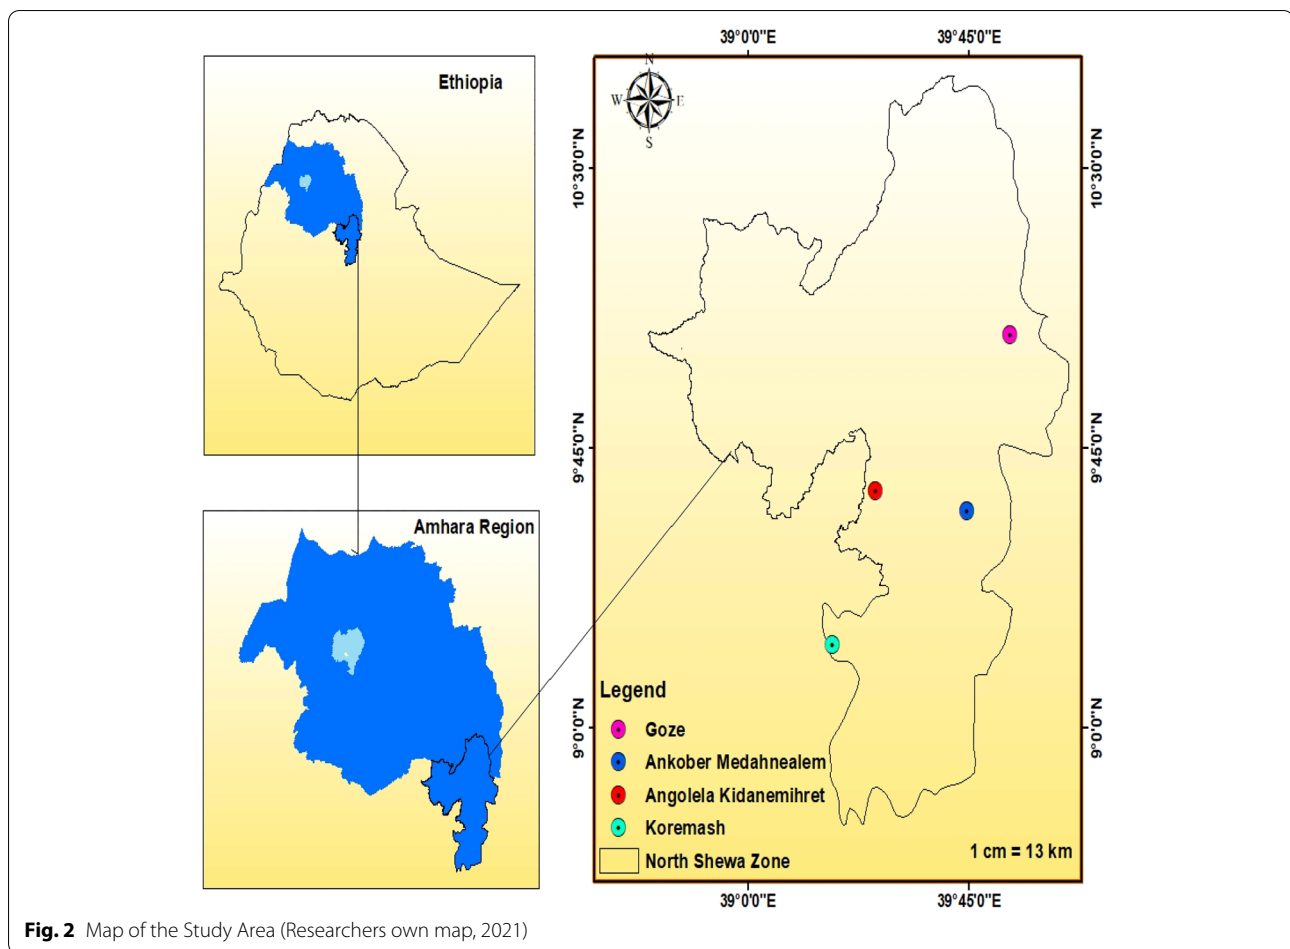 Ethiopia
Amhara Region
39°0'0"E 39°45'0"E
N
W E
S
10°30'0"N 10°30'0"N
9°45'0"N 9°45'0"N
9°0'0"N 9°0'0"N
Legend
Goze
Ankober Medahnealem
Angolela Kidanemihret
Koremash
North Shewa Zone
1 cm = 13 km
39°0'0"E 39°45'0"E
Fig. 2 Map of the Study Area (Researchers own map, 2021)